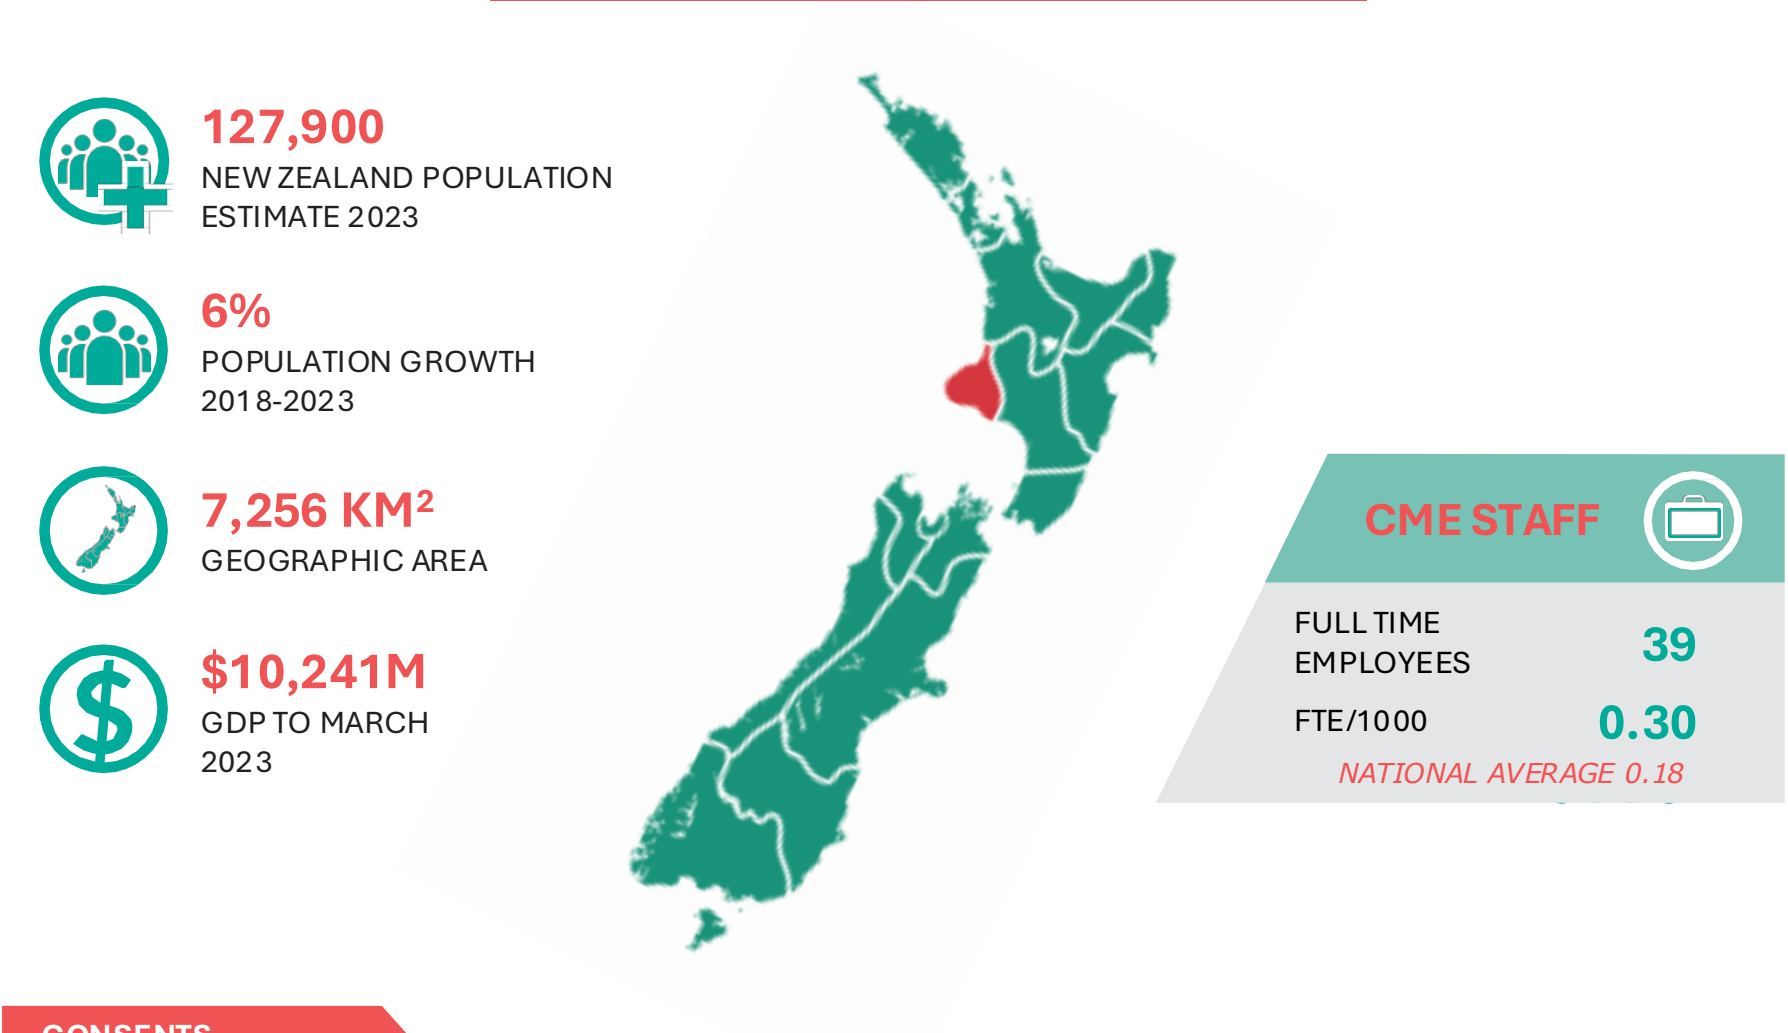 127,900
NEW ZEALAND POPULATION
ESTIMATE 2023
6%
POPULATION GROWTH
2018-2023
7,256 KM²
GEOGRAPHIC AREA
$10,241M
GDP TO MARCH
2023
CME STAFF
FULL TIME
EMPLOYEES
39
FTE/1000
0.30
NATIONAL AVERAGE 0.18
CONSENTS